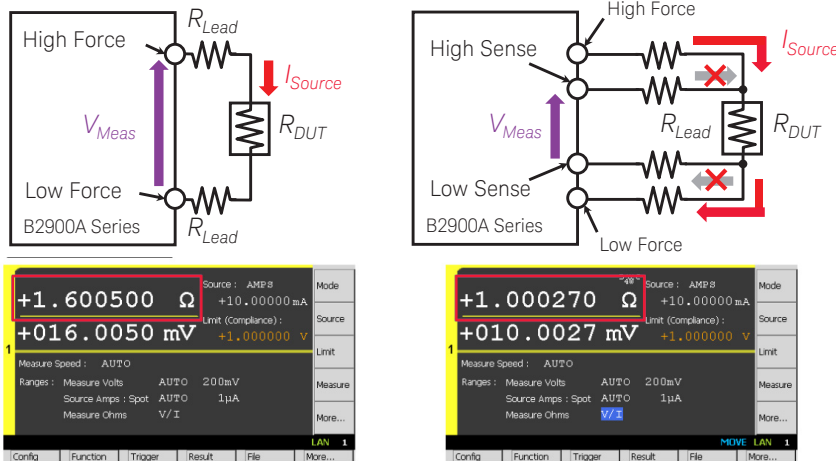 R_Lead
High Force
I_Source
V_Meas
R_DUT
Low Force
B2900A Series
R_Lead
High Force
High Sense
I_Source
V_Meas
R_Lead
R_DUT
Low Sense
B2900A Series
Low Force
+1.600500 Ω
Source : AMPS
+10.00000 mA
+016.0050 mV
Limit (Compliance) :
+1.000000 V
1
Measure Speed : AUTO
Ranges : Measure Volts AUTO 200mV
Source Amps : Spot AUTO 1µA
Measure Ohms V/I
Mode
Source
Limit
Measure
More...
LAN 1
Config Function Trigger Result File More...
+1.000270 Ω
Source : AMPS
+10.00000 mA
+010.0027 mV
Limit (Compliance) :
+1.000000 V
1
Measure Speed : AUTO
Ranges : Measure Volts AUTO 200mV
Source Amps : Spot AUTO 1µA
Measure Ohms V/I
Mode
Source
Limit
Measure
More...
MOVE LAN 1
Config Function Trigger Result File More...